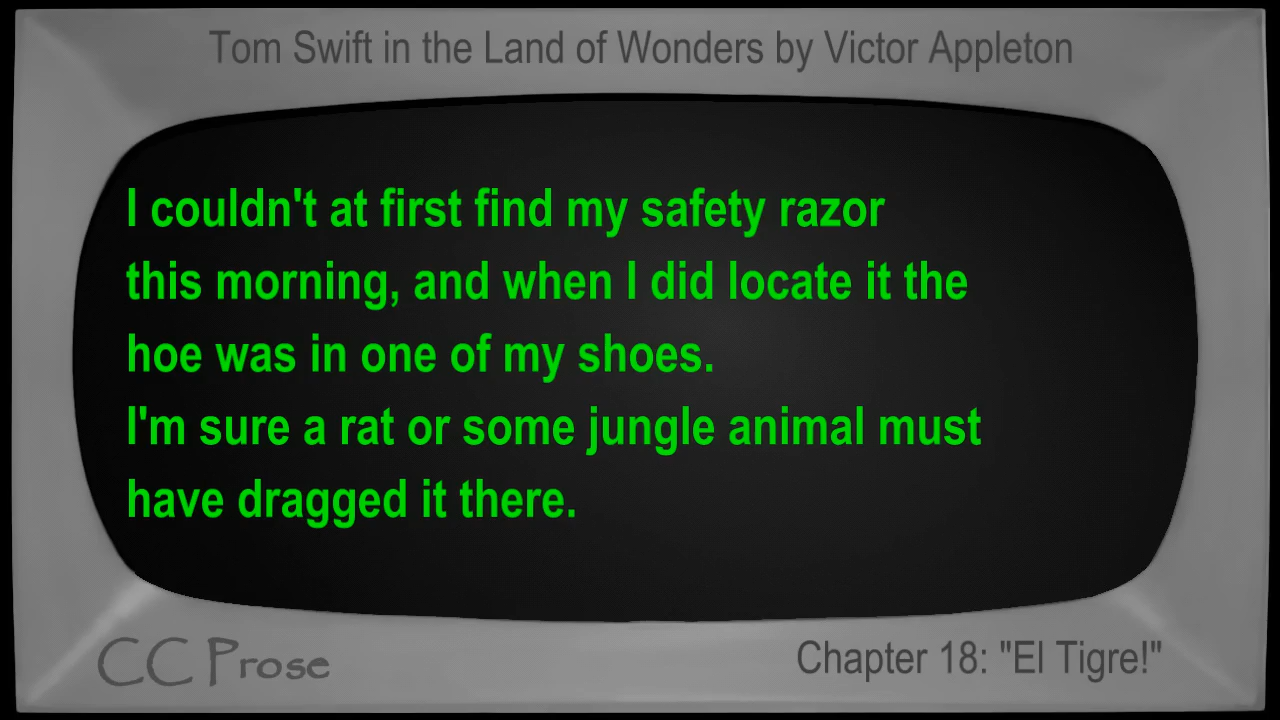 Tom Swift in the Land of Wonders by Victor Appleton
I couldn't at first find my safety razor
this morning, and when I did locate it the
hoe was in one of my shoes.
I'm sure a rat or some jungle animal must
have dragged it there.
CC Prose
Chapter 18: "El Tigre!"